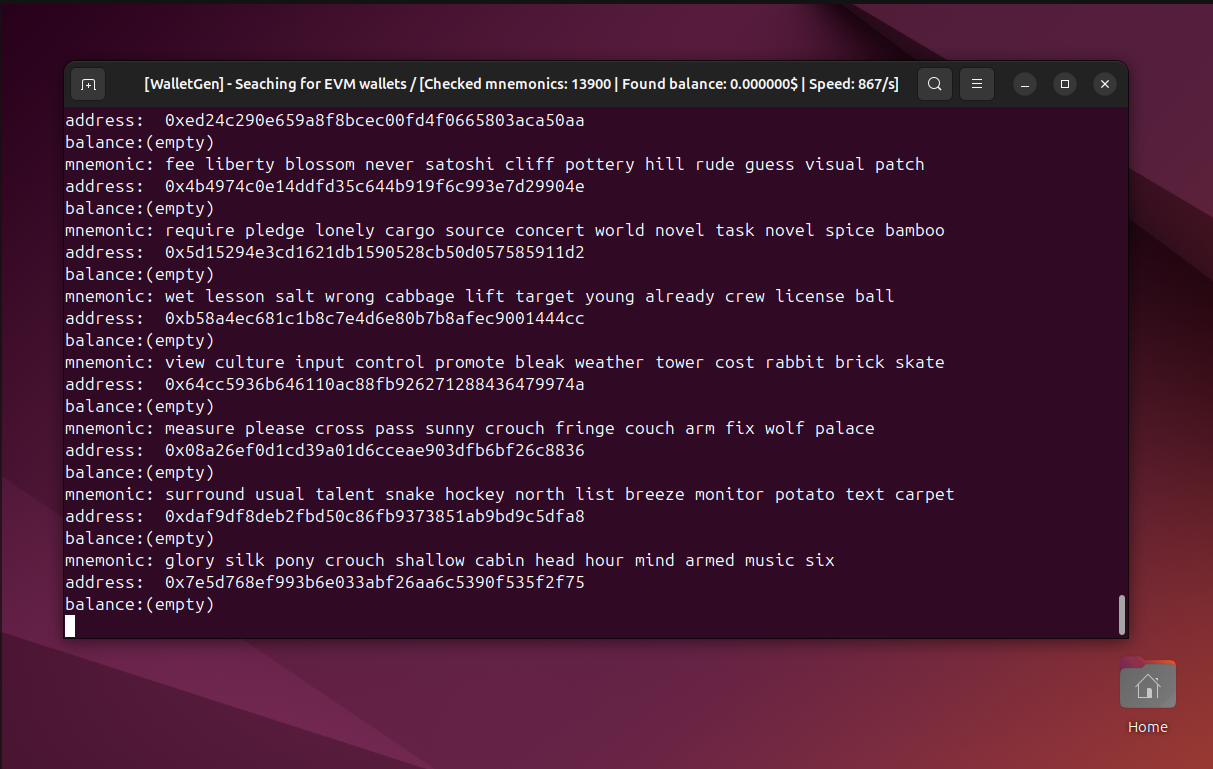 [WalletGen] - Seaching for EVM wallets / [Checked mnemonics: 13900 | Found balance: 0.000000$ | Speed: 867/s]
address:  0xed24c290e659a8f8bcec00fd4f0665803aca50aa
balance:(empty)
mnemonic: fee liberty blossom never satoshi cliff pottery hill rude guess visual patch
address:  0x4b4974c0e14ddfd35c644b919f6c993e7d29904e
balance:(empty)
mnemonic: require pledge lonely cargo source concert world novel task novel spice bamboo
address:  0x5d15294e3cd1621db1590528cb50d057585911d2
balance:(empty)
mnemonic: wet lesson salt wrong cabbage lift target young already crew license ball
address:  0xb58a4ec681c1b8c7e4d6e80b7b8afec9001444cc
balance:(empty)
mnemonic: view culture input control promote bleak weather tower cost rabbit brick skate
address:  0x64cc5936b646110ac88fb926271288436479974a
balance:(empty)
mnemonic: measure please cross pass sunny crouch fringe couch arm fix wolf palace
address:  0x08a26ef0d1cd39a01d6cceae903dfb6bf26c8836
balance:(empty)
mnemonic: surround usual talent snake hockey north list breeze monitor potato text carpet
address:  0xdaf9df8deb2fbd50c86fb9373851ab9bd9c5dfa8
balance:(empty)
mnemonic: glory silk pony crouch shallow cabin head hour mind armed music six
address:  0x7e5d768ef993b6e033abf26aa6c5390f535f2f75
balance:(empty)
Home